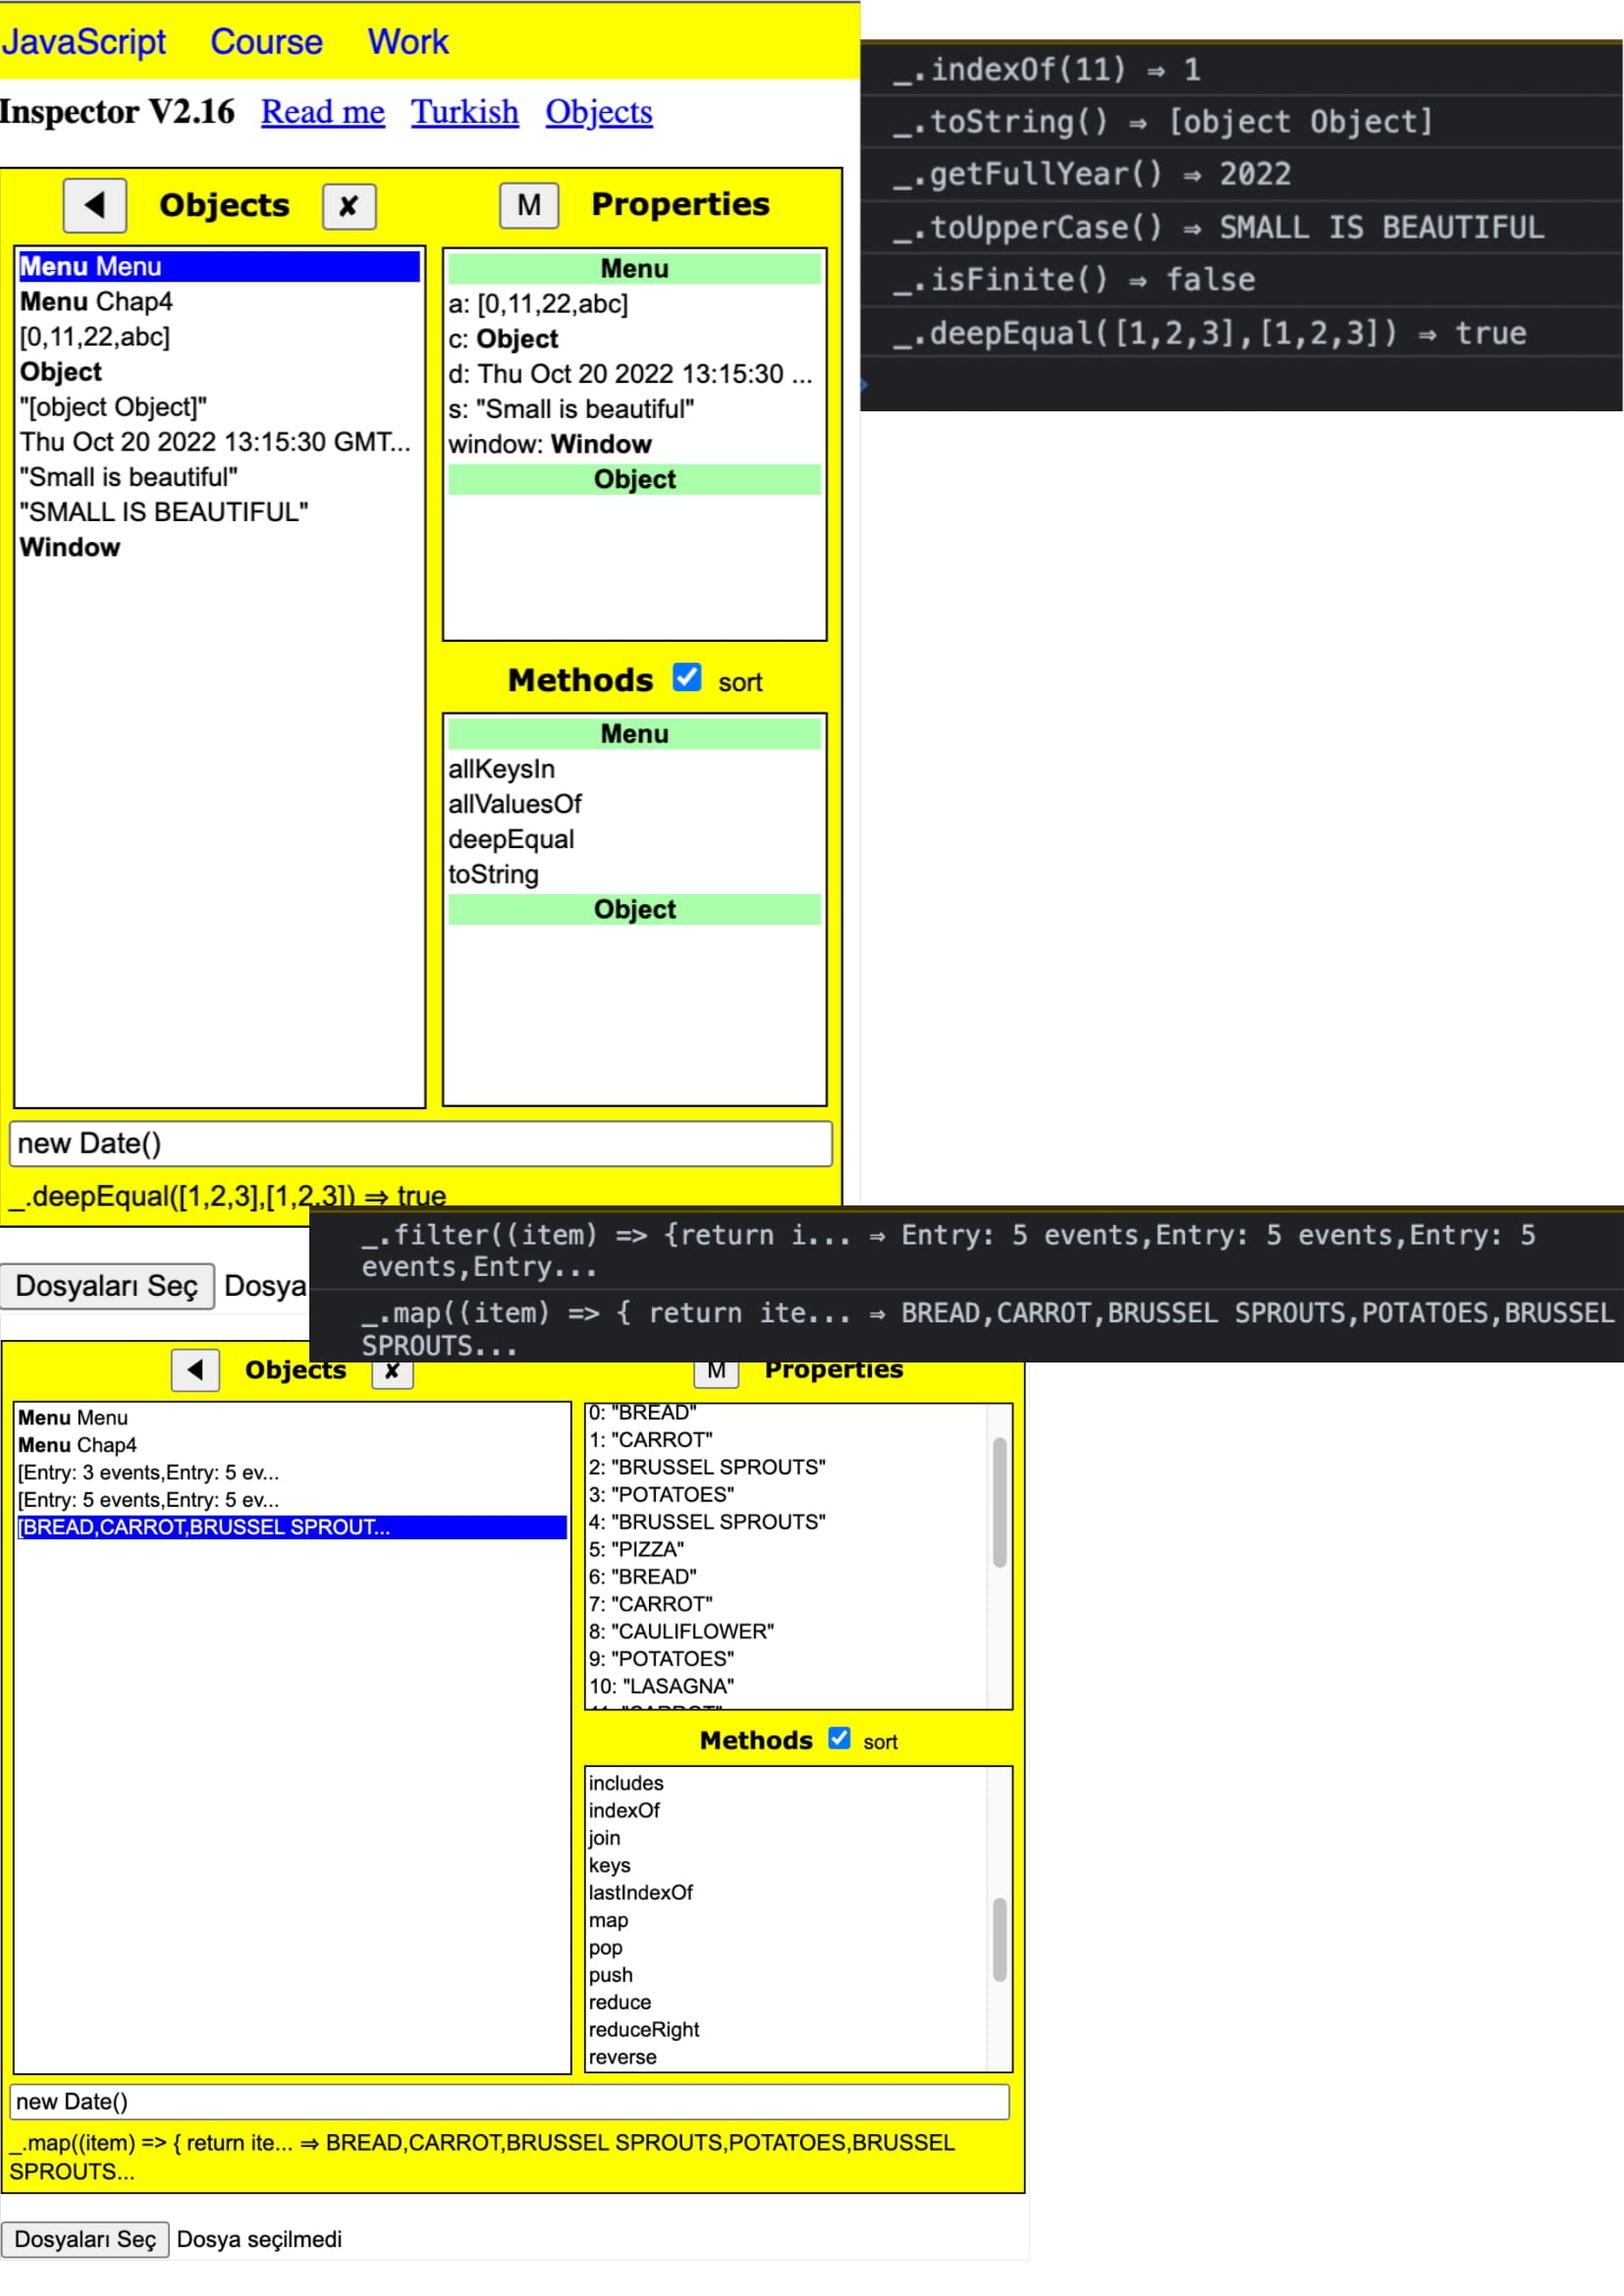 JavaScript Course Work
Inspector V2.16 Read me Turkish Objects
◀ Objects ✘ M Properties
Menu Menu
Menu Chap4
[0,11,22,abc]
Object
"[object Object]"
Thu Oct 20 2022 13:15:30 GMT...
"Small is beautiful"
"SMALL IS BEAUTIFUL"
Window
Menu
a: [0,11,22,abc]
c: Object
d: Thu Oct 20 2022 13:15:30 ...
s: "Small is beautiful"
window: Window
Object
Methods sort
Menu
allKeysIn
allValuesOf
deepEqual
toString
Object
new Date()
_.deepEqual([1,2,3],[1,2,3]) ⇒ true
Dosyaları Seç Dosya
_.indexOf(11) ⇒ 1
_.toString() ⇒ [object Object]
_.getFullYear() ⇒ 2022
_.toUpperCase() ⇒ SMALL IS BEAUTIFUL
_.isFinite() ⇒ false
_.deepEqual([1,2,3],[1,2,3]) ⇒ true
_.filter((item) => {return i... ⇒ Entry: 5 events,Entry: 5 events,Entry: 5
events,Entry...
_.map((item) => { return ite... ⇒ BREAD,CARROT,BRUSSEL SPROUTS,POTATOES,BRUSSEL
SPROUTS...
◀ Objects ✘ M Properties
Menu Menu
Menu Chap4
[Entry: 3 events,Entry: 5 ev...
[Entry: 5 events,Entry: 5 ev...
[BREAD,CARROT,BRUSSEL SPROUT...
0: "BREAD"
1: "CARROT"
2: "BRUSSEL SPROUTS"
3: "POTATOES"
4: "BRUSSEL SPROUTS"
5: "PIZZA"
6: "BREAD"
7: "CARROT"
8: "CAULIFLOWER"
9: "POTATOES"
10: "LASAGNA"
11: "CARROT"
Methods sort
includes
indexOf
join
keys
lastIndexOf
map
pop
push
reduce
reduceRight
reverse
new Date()
_.map((item) => { return ite... ⇒ BREAD,CARROT,BRUSSEL SPROUTS,POTATOES,BRUSSEL
SPROUTS...
Dosyaları Seç Dosya seçilmedi